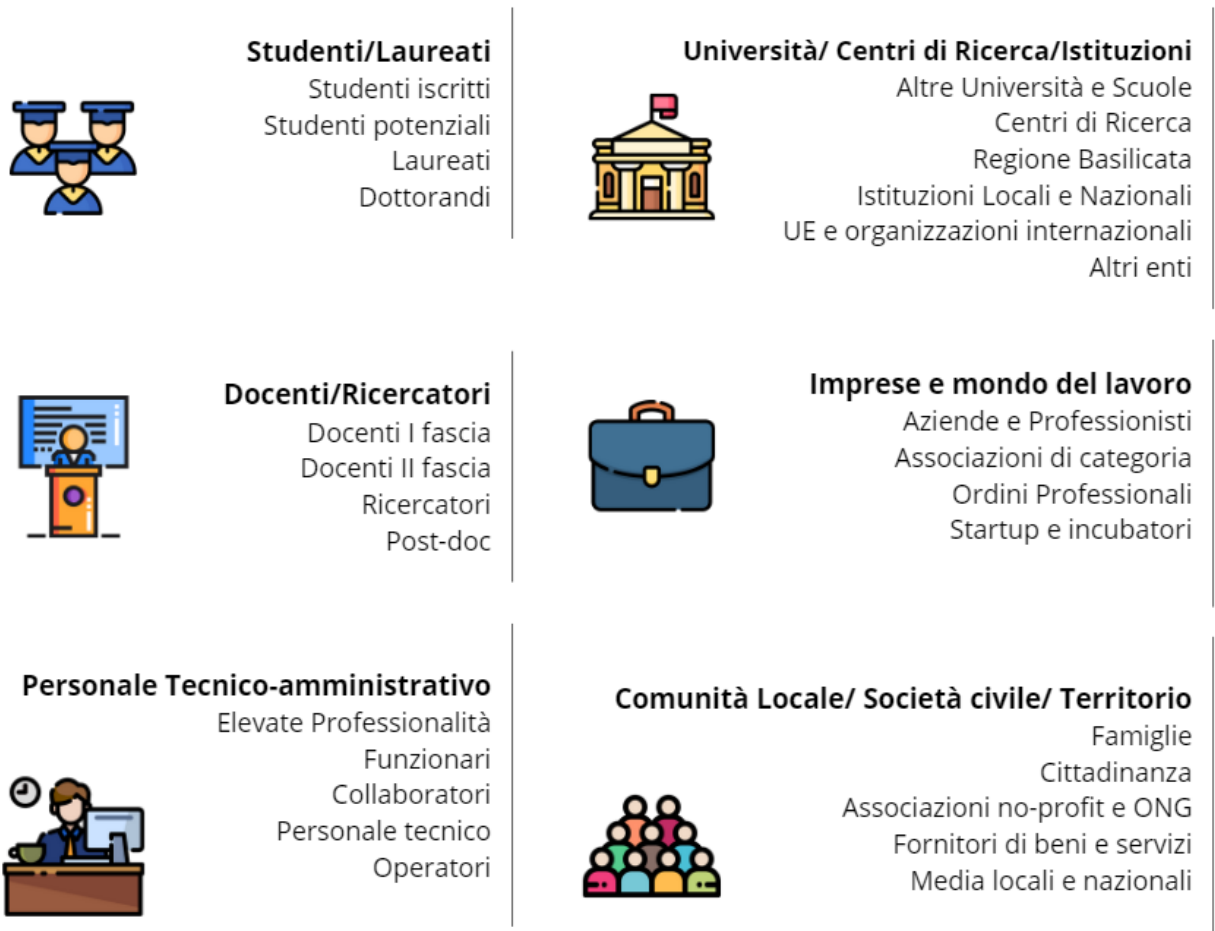 Studenti/Laureati
Studenti iscritti
Studenti potenziali
Laureati
Dottorandi
Università/ Centri di Ricerca/Istituzioni
Altre Università e Scuole
Centri di Ricerca
Regione Basilicata
Istituzioni Locali e Nazionali
UE e organizzazioni internazionali
Altri enti
Docenti/Ricercatori
Docenti I fascia
Docenti II fascia
Ricercatori
Post-doc
Imprese e mondo del lavoro
Aziende e Professionisti
Associazioni di categoria
Ordini Professionali
Startup e incubatori
Personale Tecnico-amministrativo
Elevate Professionalità
Funzionari
Collaboratori
Personale tecnico
Operatori
Comunità Locale/ Società civile/ Territorio
Famiglie
Cittadinanza
Associazioni no-profit e ONG
Fornitori di beni e servizi
Media locali e nazionali